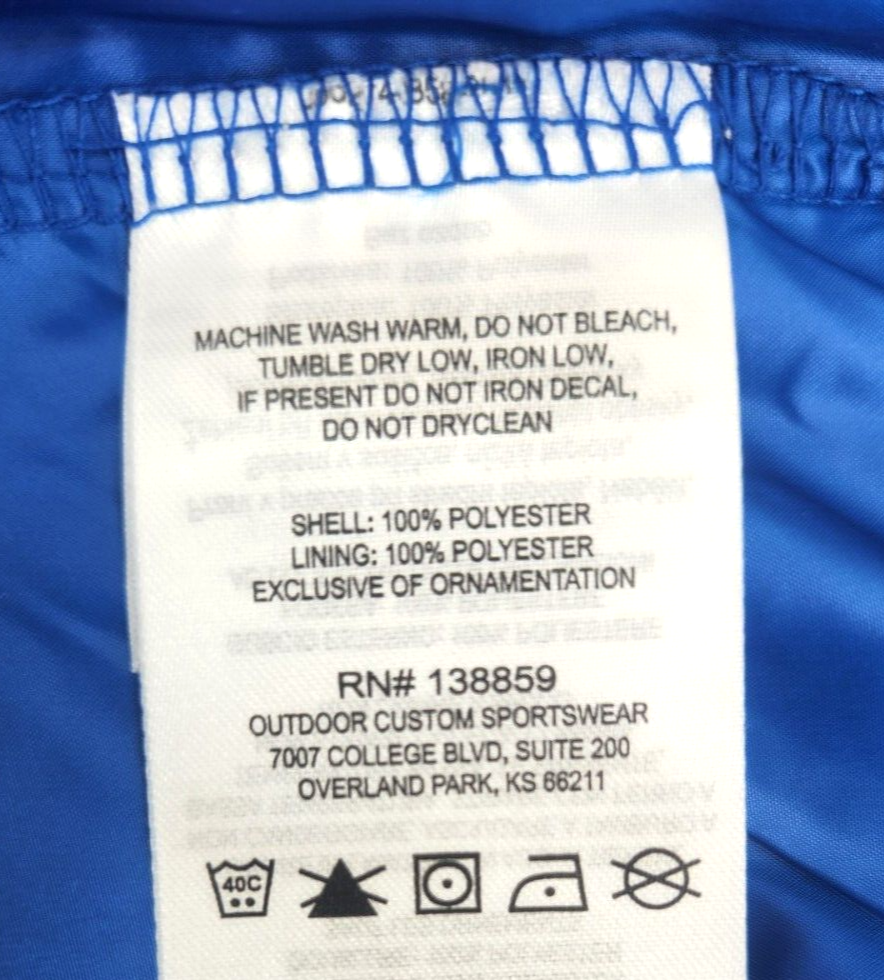 MACHINE WASH WARM, DO NOT BLEACH,
TUMBLE DRY LOW, IRON LOW,
IF PRESENT DO NOT IRON DECAL,
DO NOT DRYCLEAN
SHELL: 100% POLYESTER
LINING: 100% POLYESTER
EXCLUSIVE OF ORNAMENTATION
RN# 138859
OUTDOOR CUSTOM SPORTSWEAR
7007 COLLEGE BLVD, SUITE 200
OVERLAND PARK, KS 66211
40C